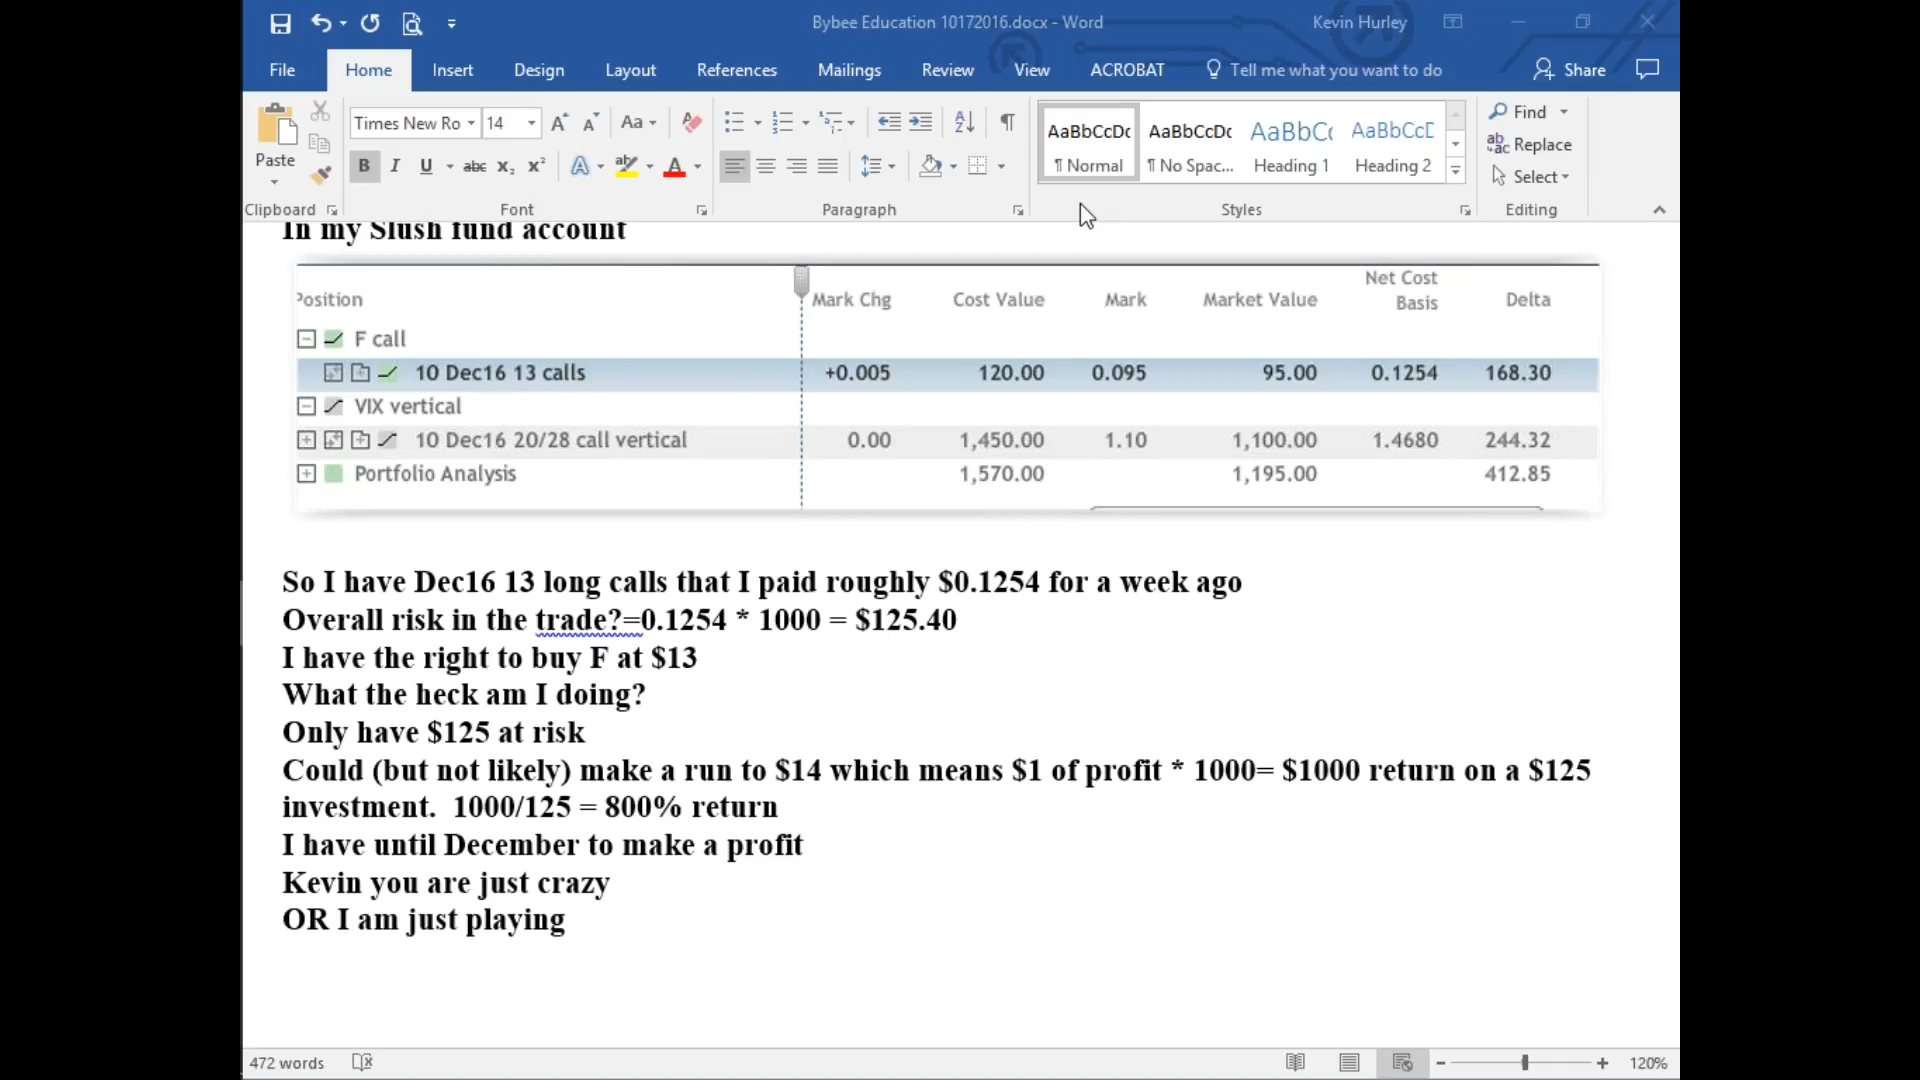 Bybee Education 10172016.docx - Word
Kevin Hurley
File Home Insert Design Layout References Mailings Review View ACROBAT Tell me what you want to do Share
Times New Ro 14 Aa
Paste
B I U abc X₂ X² A A
AaBbCcDc AaBbCcDc AaBbCc AaBbCcE
¶ Normal ¶ No Spac... Heading 1 Heading 2
Find
Replace
Select
Clipboard Font Paragraph Styles Editing
In my Slush fund account
Position Mark Chg Cost Value Mark Market Value Net Cost Basis Delta
F call
10 Dec16 13 calls +0.005 120.00 0.095 95.00 0.1254 168.30
VIX vertical
10 Dec16 20/28 call vertical 0.00 1,450.00 1.10 1,100.00 1.4680 244.32
Portfolio Analysis 1,570.00 1,195.00 412.85
So I have Dec16 13 long calls that I paid roughly $0.1254 for a week ago
Overall risk in the trade?=0.1254 * 1000 = $125.40
I have the right to buy F at $13
What the heck am I doing?
Only have $125 at risk
Could (but not likely) make a run to $14 which means $1 of profit * 1000= $1000 return on a $125
investment.  1000/125 = 800% return
I have until December to make a profit
Kevin you are just crazy
OR I am just playing
472 words
120%